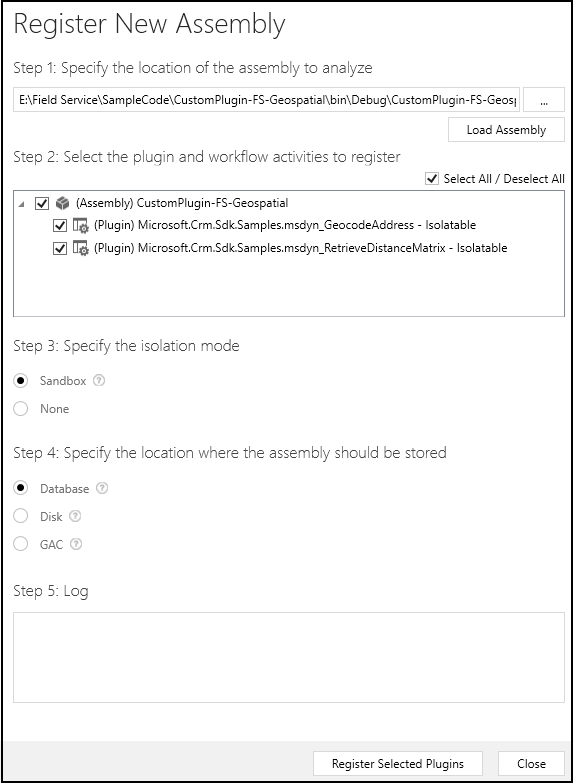 Register New Assembly
Step 1: Specify the location of the assembly to analyze
E:\Field Service\SampleCode\CustomPlugin-FS-Geospatial\bin\Debug\CustomPlugin-FS-Geosp
...
Load Assembly
Step 2: Select the plugin and workflow activities to register
Select All / Deselect All
(Assembly) CustomPlugin-FS-Geospatial
(Plugin) Microsoft.Crm.Sdk.Samples.msdyn_GeocodeAddress - Isolatable
(Plugin) Microsoft.Crm.Sdk.Samples.msdyn_RetrieveDistanceMatrix - Isolatable
Step 3: Specify the isolation mode
Sandbox ?
None
Step 4: Specify the location where the assembly should be stored
Database ?
Disk ?
GAC ?
Step 5: Log
Register Selected Plugins
Close